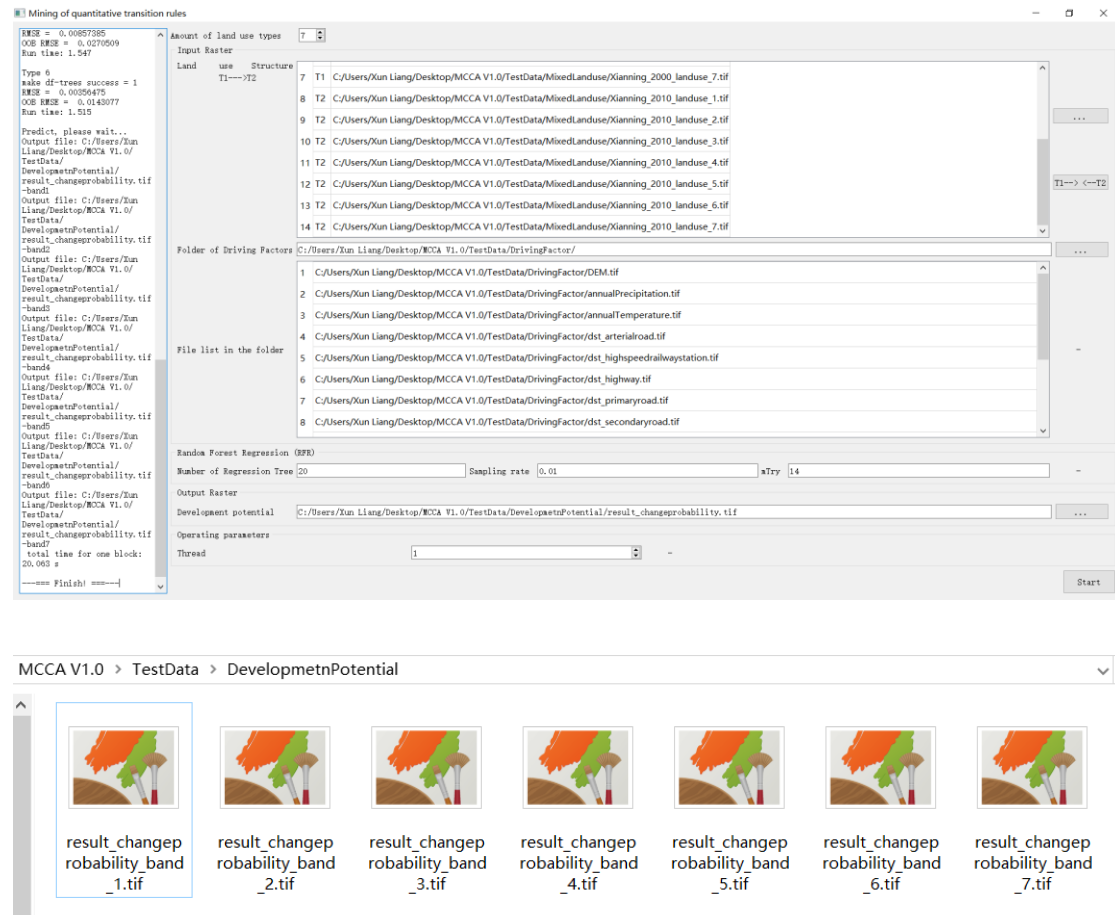 Mining of quantitative transition rules
RMSE = 0.00857385
OOB RMSE = 0.0270509
Run time: 1.547
Type 6
make df-trees success = 1
RMSE = 0.00356475
OOB RMSE = 0.0143077
Run time: 1.515
Predict, please wait...
Output file: C:/Users/Xun
Liang/Desktop/MCCA V1.0/
TestData/
DevelopmetnPotential/
result_changeprobability.tif
-band1
Output file: C:/Users/Xun
Liang/Desktop/MCCA V1.0/
TestData/
DevelopmetnPotential/
result_changeprobability.tif
-band2
Output file: C:/Users/Xun
Liang/Desktop/MCCA V1.0/
TestData/
DevelopmetnPotential/
result_changeprobability.tif
-band3
Output file: C:/Users/Xun
Liang/Desktop/MCCA V1.0/
TestData/
DevelopmetnPotential/
result_changeprobability.tif
-band4
Output file: C:/Users/Xun
Liang/Desktop/MCCA V1.0/
TestData/
DevelopmetnPotential/
result_changeprobability.tif
-band5
Output file: C:/Users/Xun
Liang/Desktop/MCCA V1.0/
TestData/
DevelopmetnPotential/
result_changeprobability.tif
-band6
Output file: C:/Users/Xun
Liang/Desktop/MCCA V1.0/
TestData/
DevelopmetnPotential/
result_changeprobability.tif
-band7
total time for one block:
20.063 s
---=== Finish! ===---
Amount of land use types 7
Input Raster
Land use Structure
T1--->T2
7 T1 C:/Users/Xun Liang/Desktop/MCCA V1.0/TestData/MixedLanduse/Xianning_2000_landuse_7.tif
8 T2 C:/Users/Xun Liang/Desktop/MCCA V1.0/TestData/MixedLanduse/Xianning_2010_landuse_1.tif
9 T2 C:/Users/Xun Liang/Desktop/MCCA V1.0/TestData/MixedLanduse/Xianning_2010_landuse_2.tif
10 T2 C:/Users/Xun Liang/Desktop/MCCA V1.0/TestData/MixedLanduse/Xianning_2010_landuse_3.tif
11 T2 C:/Users/Xun Liang/Desktop/MCCA V1.0/TestData/MixedLanduse/Xianning_2010_landuse_4.tif
12 T2 C:/Users/Xun Liang/Desktop/MCCA V1.0/TestData/MixedLanduse/Xianning_2010_landuse_5.tif
13 T2 C:/Users/Xun Liang/Desktop/MCCA V1.0/TestData/MixedLanduse/Xianning_2010_landuse_6.tif
14 T2 C:/Users/Xun Liang/Desktop/MCCA V1.0/TestData/MixedLanduse/Xianning_2010_landuse_7.tif
...
T1--> <--T2
Folder of Driving Factors C:/Users/Xun Liang/Desktop/MCCA V1.0/TestData/DrivingFactor/ ...
File list in the folder
1 C:/Users/Xun Liang/Desktop/MCCA V1.0/TestData/DrivingFactor/DEM.tif
2 C:/Users/Xun Liang/Desktop/MCCA V1.0/TestData/DrivingFactor/annualPrecipitation.tif
3 C:/Users/Xun Liang/Desktop/MCCA V1.0/TestData/DrivingFactor/annualTemperature.tif
4 C:/Users/Xun Liang/Desktop/MCCA V1.0/TestData/DrivingFactor/dst_arterialroad.tif
5 C:/Users/Xun Liang/Desktop/MCCA V1.0/TestData/DrivingFactor/dst_highspeedrailwaystation.tif
6 C:/Users/Xun Liang/Desktop/MCCA V1.0/TestData/DrivingFactor/dst_highway.tif
7 C:/Users/Xun Liang/Desktop/MCCA V1.0/TestData/DrivingFactor/dst_primaryroad.tif
8 C:/Users/Xun Liang/Desktop/MCCA V1.0/TestData/DrivingFactor/dst_secondaryroad.tif
-
Random Forest Regression (RFR)
Number of Regression Tree 20 Sampling rate 0.01 mTry 14 -
Output Raster
Development potential C:/Users/Xun Liang/Desktop/MCCA V1.0/TestData/DevelopmetnPotential/result_changeprobability.tif ...
Operating parameters
Thread 1 -
Start
MCCA V1.0 > TestData > DevelopmetnPotential
result_changep
robability_band
_1.tif
result_changep
robability_band
_2.tif
result_changep
robability_band
_3.tif
result_changep
robability_band
_4.tif
result_changep
robability_band
_5.tif
result_changep
robability_band
_6.tif
result_changep
robability_band
_7.tif